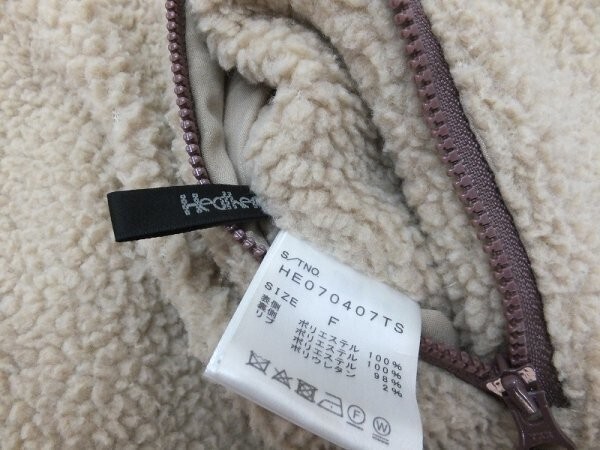 S/TNO.
HE070407TS
SIZE
F
表側 ポリエステル 100%
裏側 ポリエステル 100%
リブ ポリエステル 98%
ポリウレタン 2%
F W